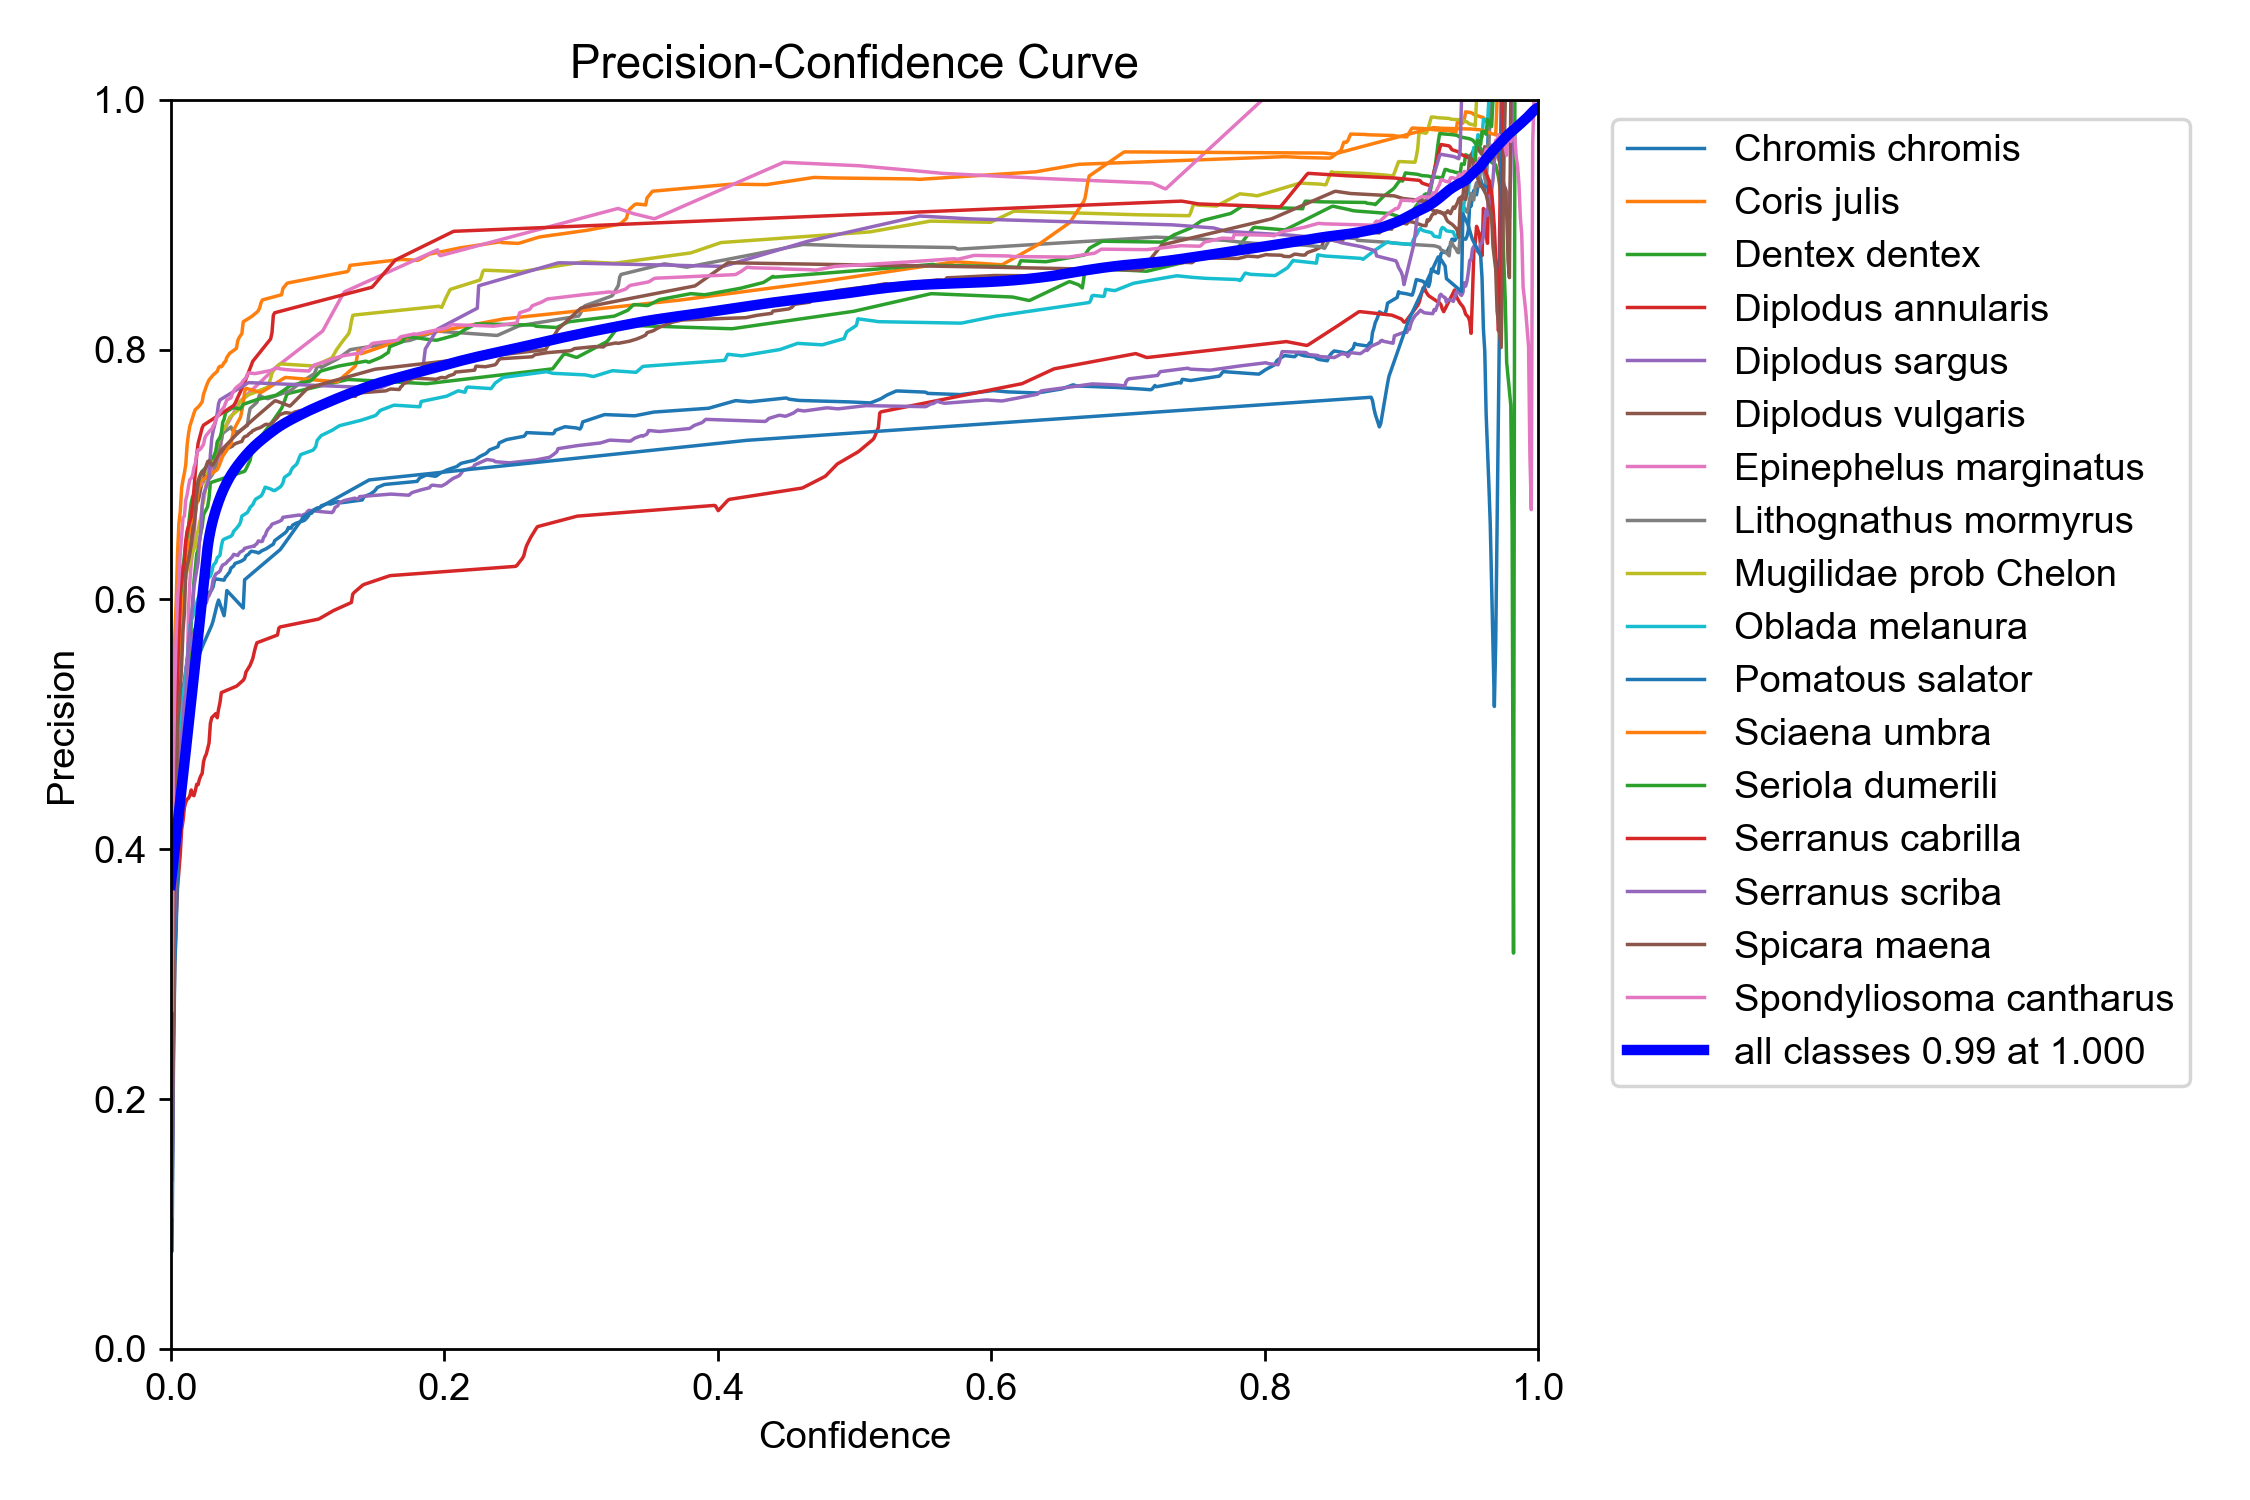 Precision-Confidence Curve
1.0
0.8
0.6
0.4
0.2
0.0
0.0 0.2 0.4 0.6 0.8 1.0
Precision
Confidence
Chromis chromis
Coris julis
Dentex dentex
Diplodus annularis
Diplodus sargus
Diplodus vulgaris
Epinephelus marginatus
Lithognathus mormyrus
Mugilidae prob Chelon
Oblada melanura
Pomatous salator
Sciaena umbra
Seriola dumerili
Serranus cabrilla
Serranus scriba
Spicara maena
Spondyliosoma cantharus
all classes 0.99 at 1.000